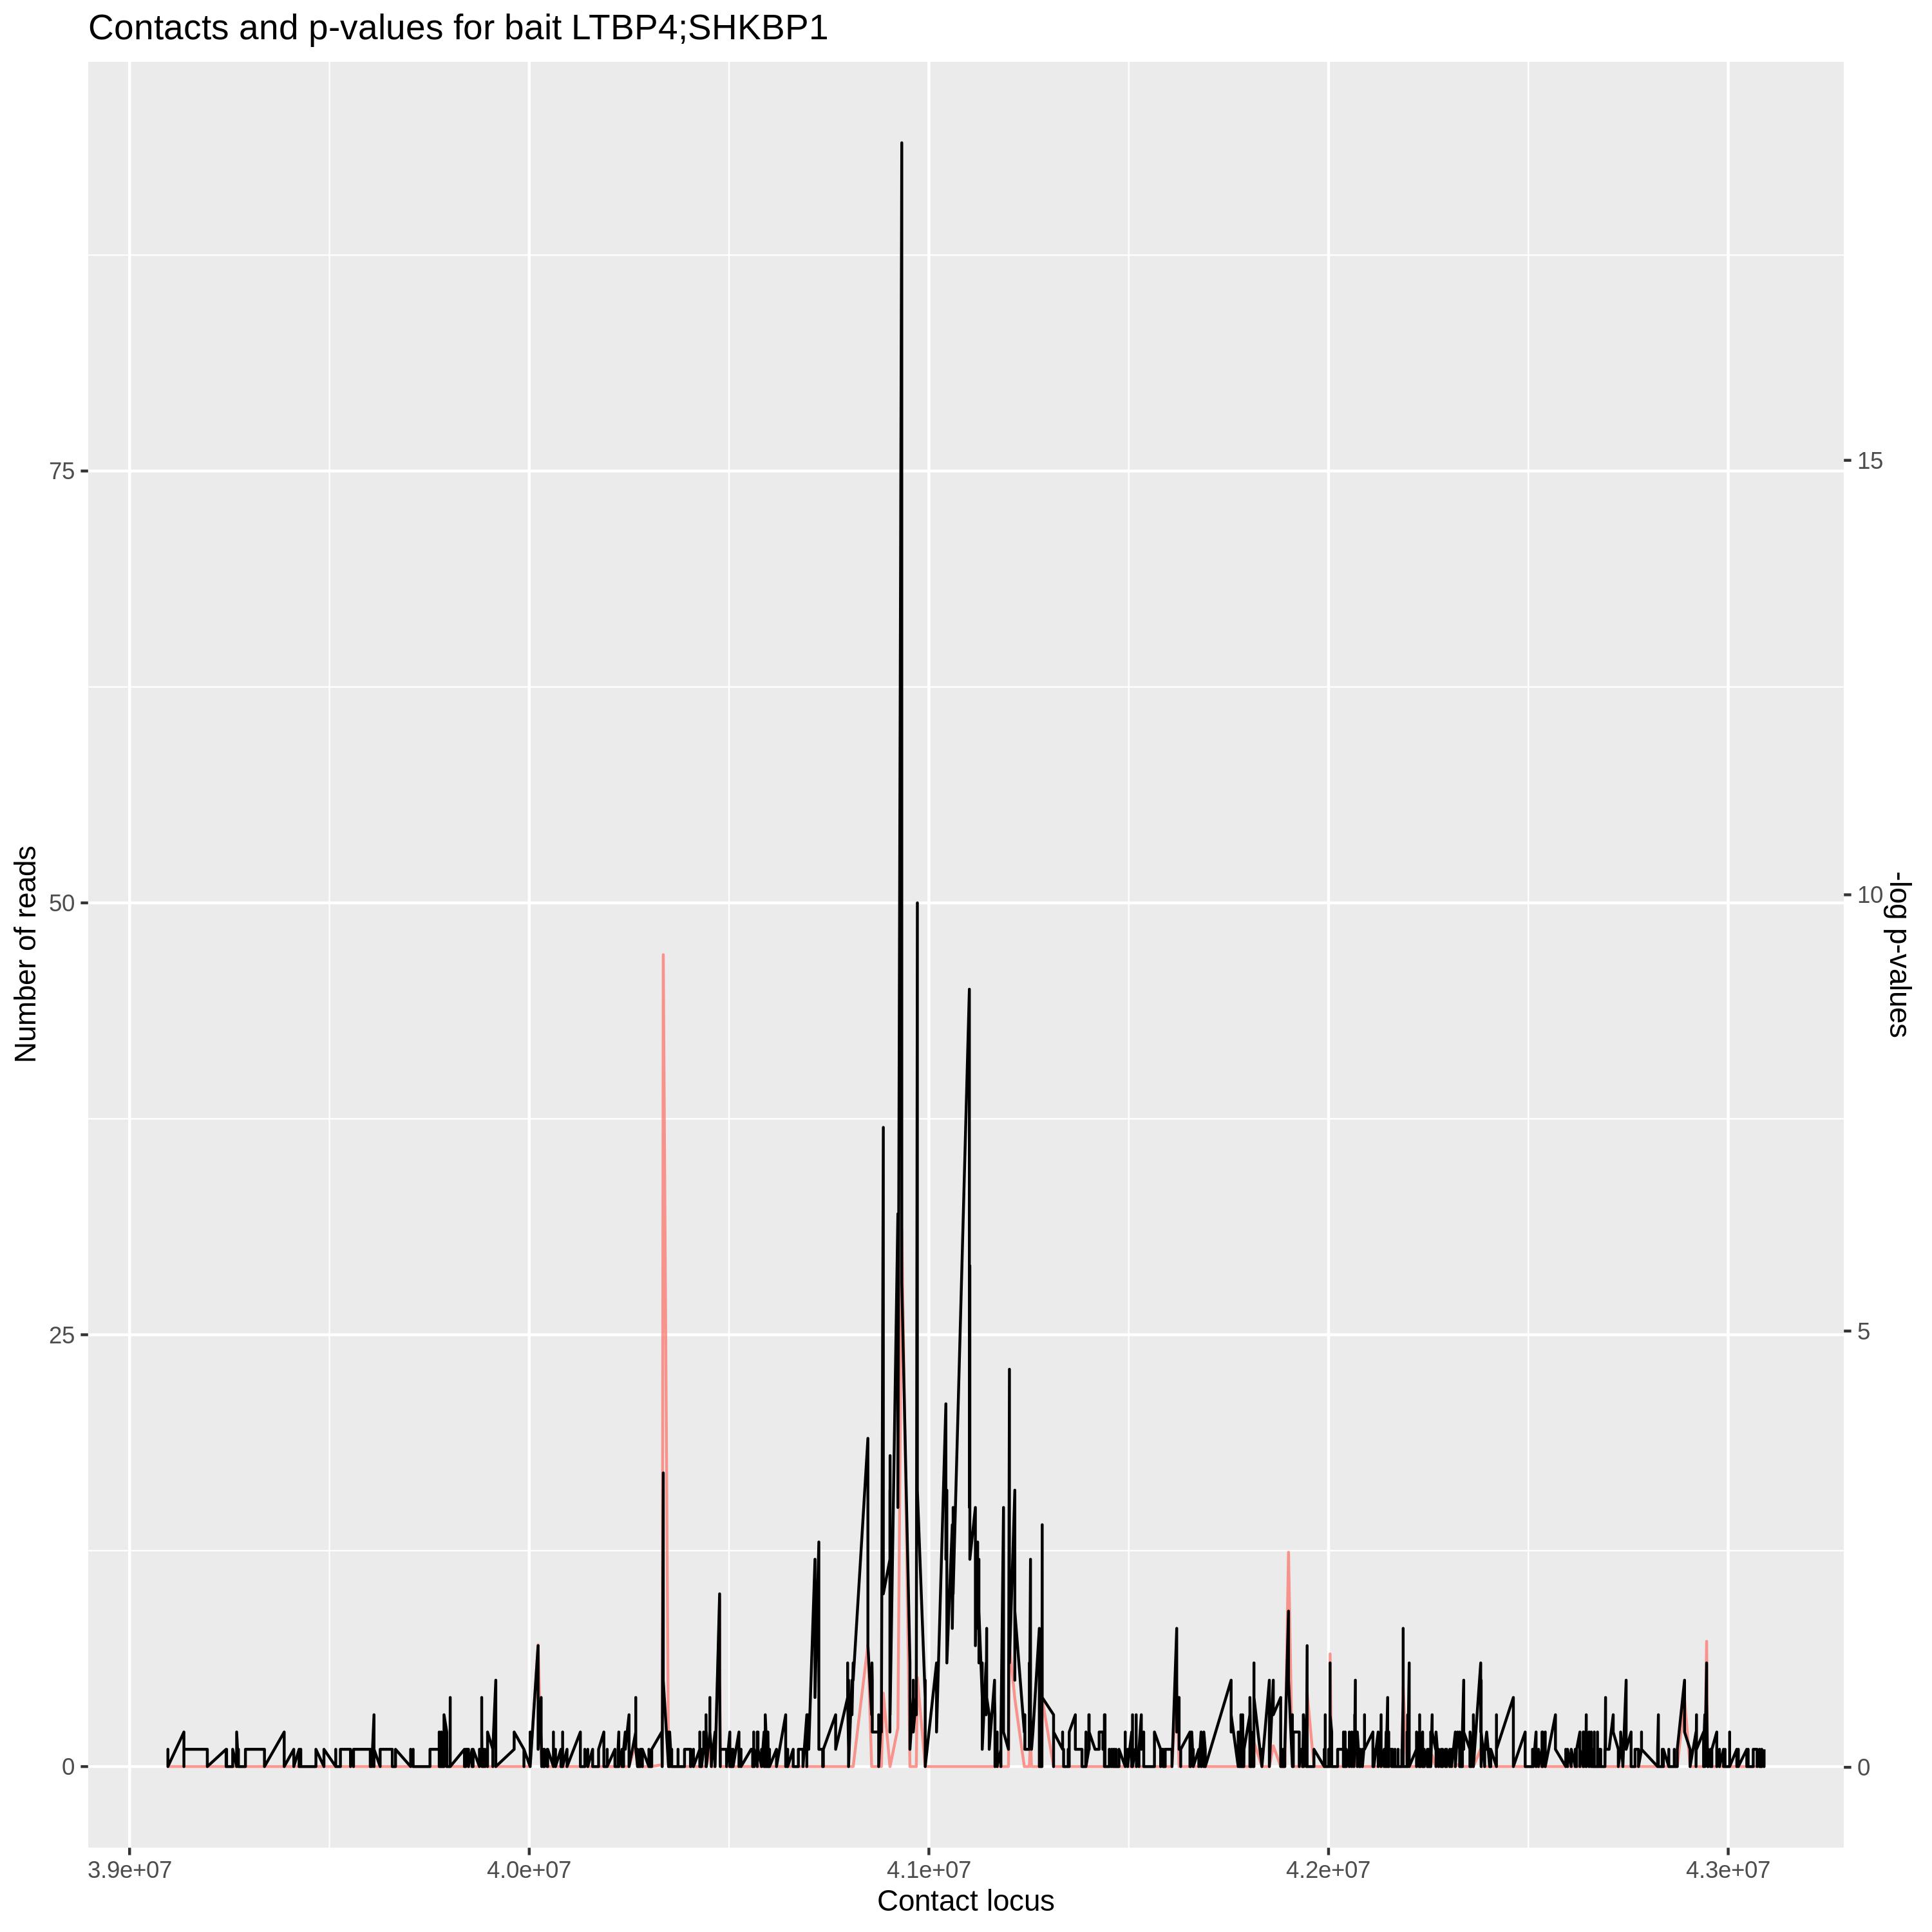 Contacts and p-values for bait LTBP4;SHKBP1
75
50
25
0
Number of reads
15
10
5
0
-log p-values
3.9e+07
4.0e+07
4.1e+07
4.2e+07
4.3e+07
Contact locus